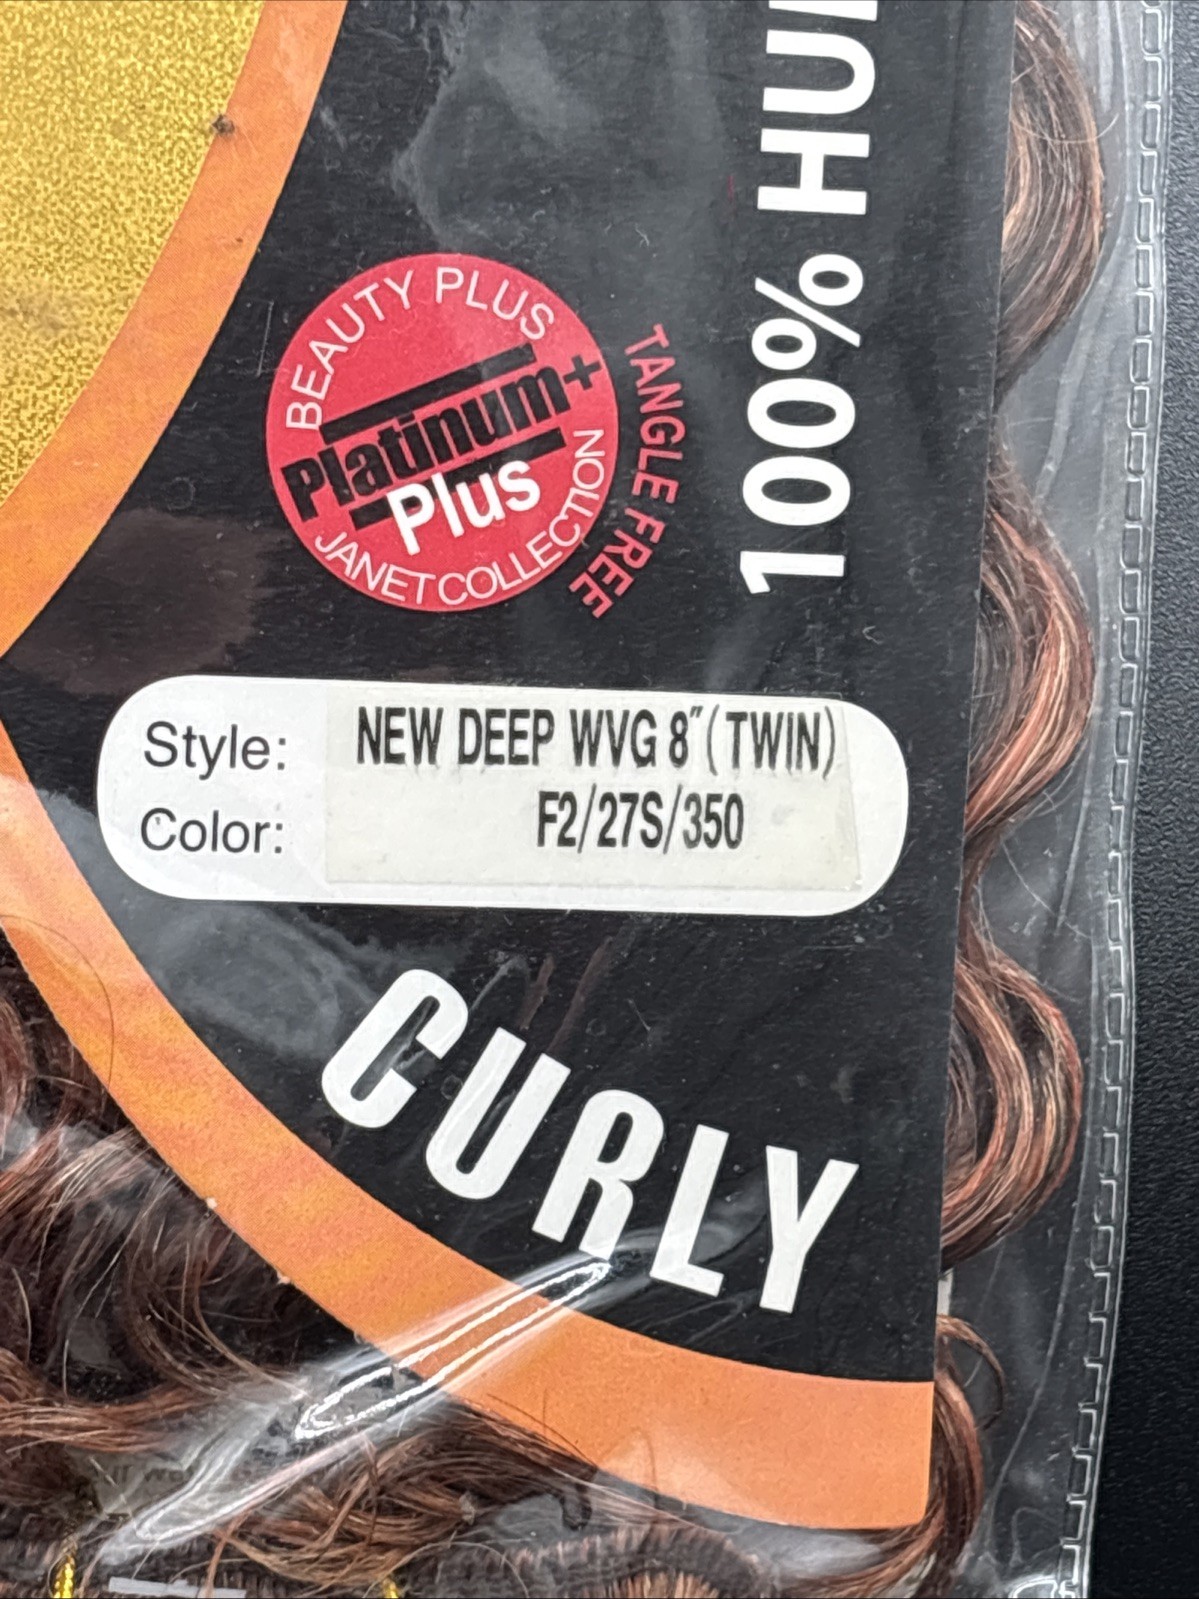 100%
BEAUTY PLUS
Platinum+
Plus
JANET COLLECTION
TANGLE FREE
Style: NEW DEEP WVG 8" (TWIN)
Color: F2/27S/350
CURLY